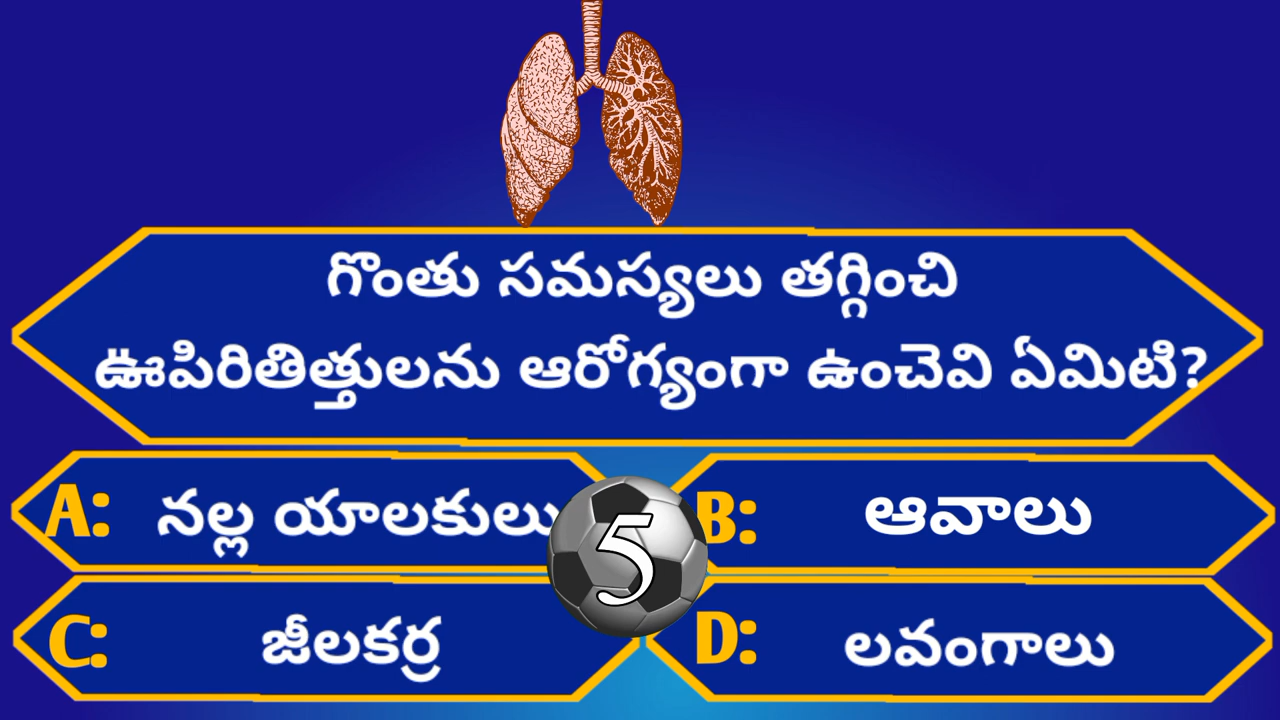 గొంతు సమస్యలు తగ్గించి
ఊపిరితిత్తులను ఆరోగ్యంగా ఉంచెవి ఏమిటి?
A: నల్ల యాలకులు
B: ఆవాలు
5
C: జీలకర్ర
D: లవంగాలు